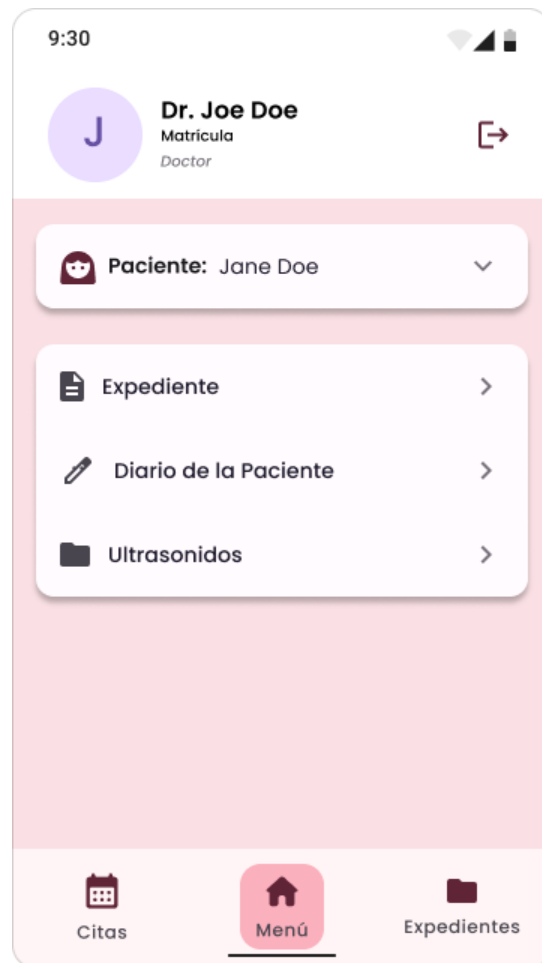 9:30
J
Dr. Joe Doe
Matrícula
Doctor
Paciente: Jane Doe
Expediente
Diario de la Paciente
Ultrasonidos
Citas
Menú
Expedientes